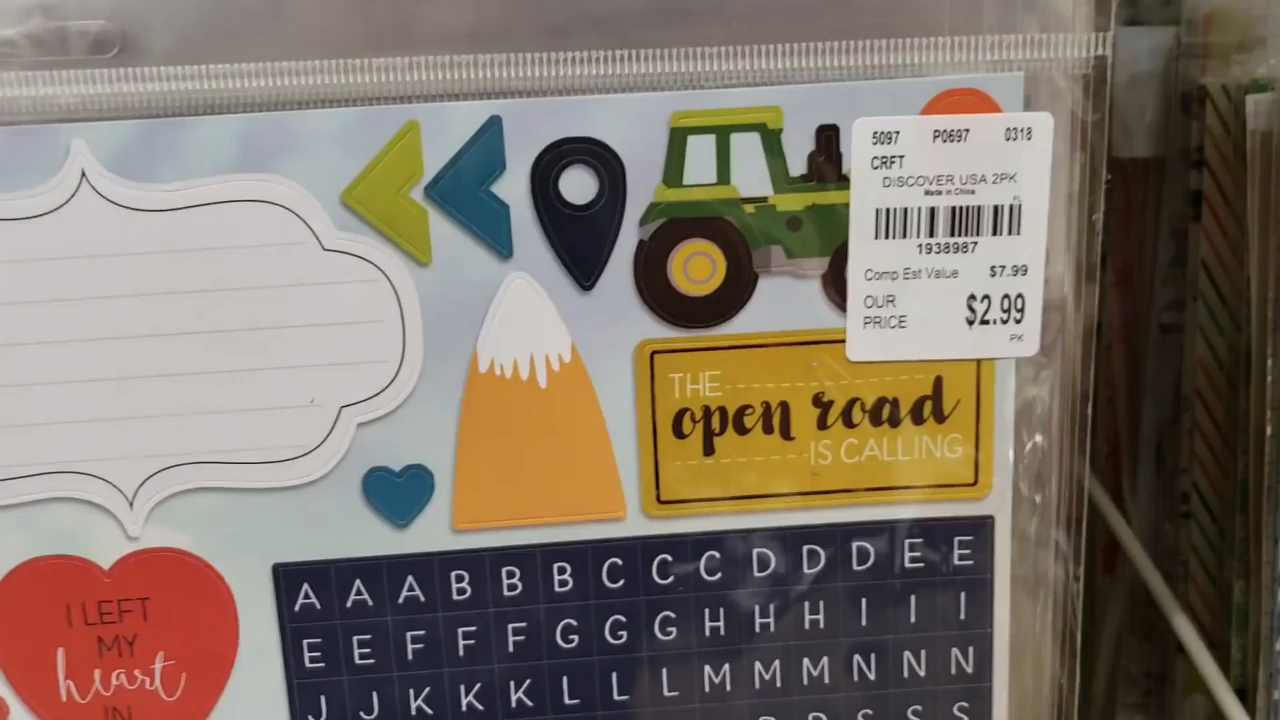 5097 P0697 0318
CRFT
DISCOVER USA 2PK
Made in China
1938987
Comp Est Value $7.99
OUR PRICE $2.99
PK
THE
open road
IS CALLING
I LEFT
MY
heart
IN
A A A B B B C C C D D D E E
E E F F F G G G H H H I I I
J J K K K L L L M M M N N N
S S S